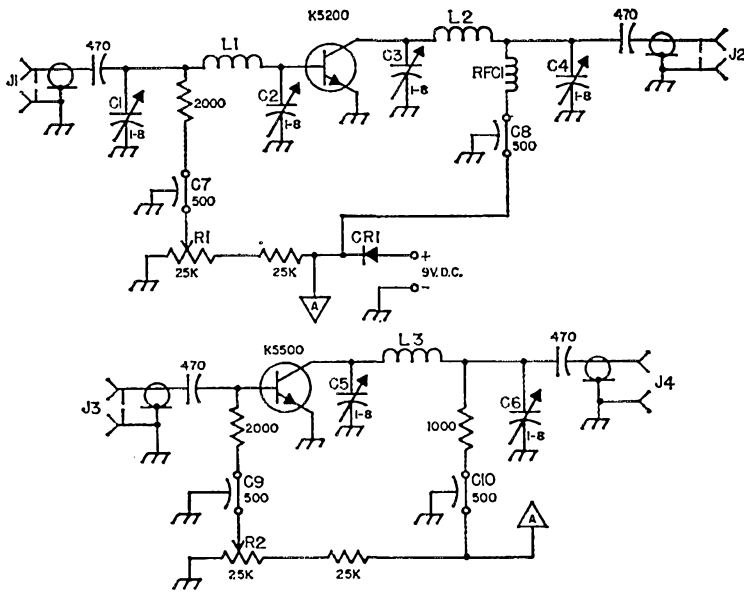 K5200
L1
L2
470
470
J1
J2
C1
1-8
2000
C2
1-8
C3
1-8
RFC1
C4
1-8
C8
500
C7
500
R1
25K
25K
CR1
+
9V.D.C.
-
A
L3
K5500
470
470
J3
J4
C5
1-8
C6
1-8
2000
1000
C9
500
C10
500
A
R2
25K
25K